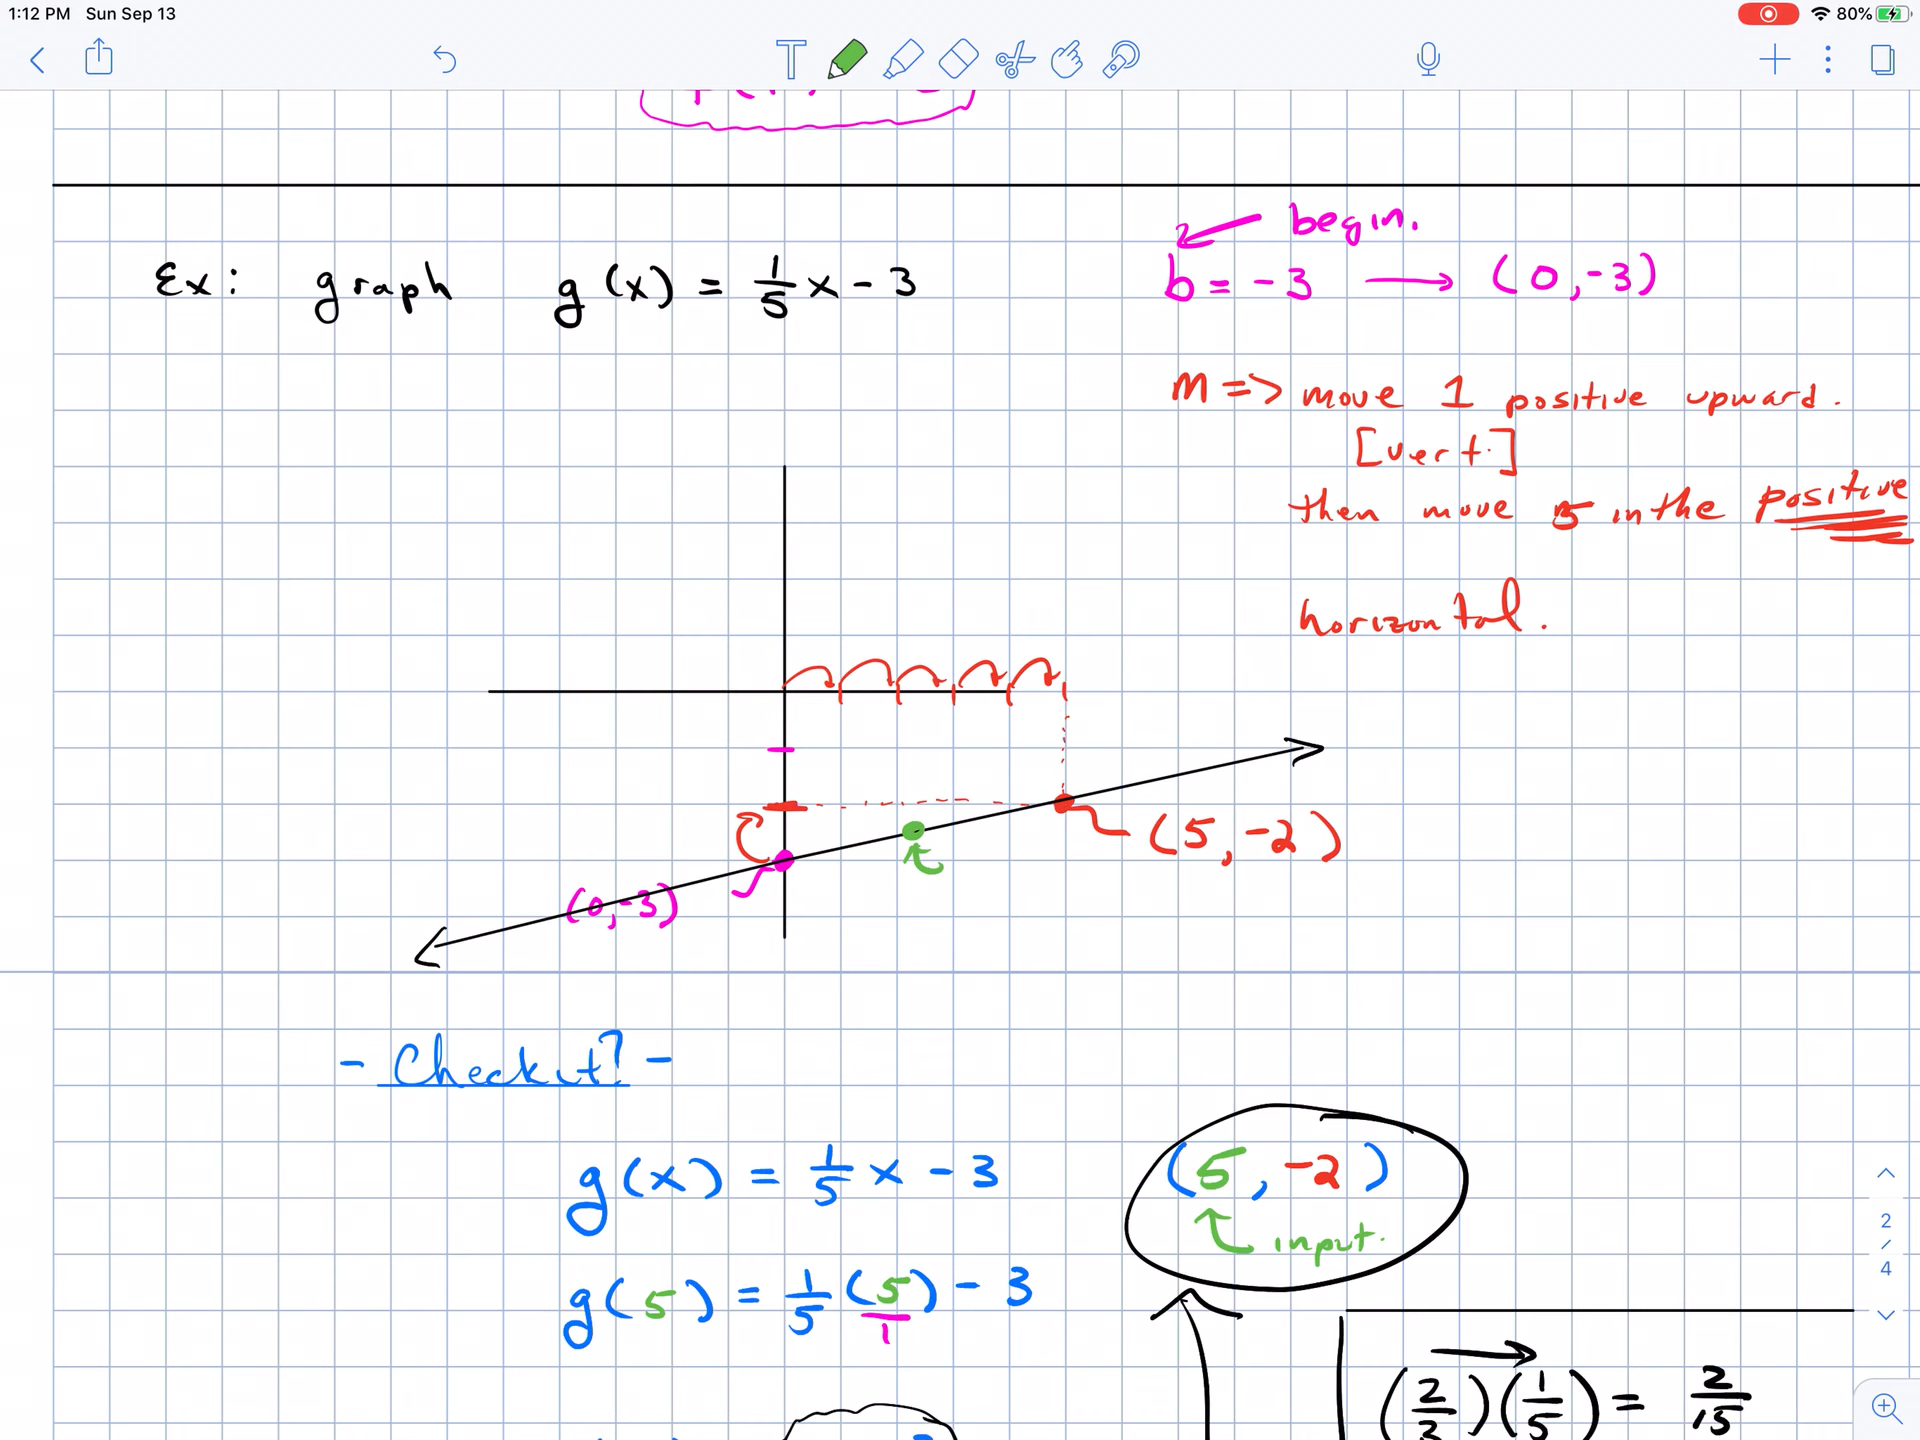 1:12 PM Sun Sep 13
80%
begin.
Ex: graph g(x) = 1/5 x - 3
b = -3 → (0, -3)
m => move 1 positive upward.
[vert.]
then move 5 in the positive
horizontal.
(5, -2)
(0, -3)
- Check it? -
g(x) = 1/5 x - 3
(5, -2)
input.
g(5) = 1/5 (5)/1 - 3
2
/
4
(2/3)(1/5) = 2/15